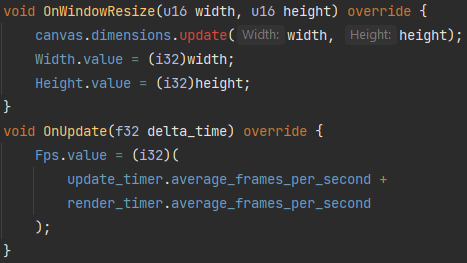 void OnWindowResize(u16 width, u16 height) override {
    canvas.dimensions.update( Width: width, Height: height);
    Width.value = (i32)width;
    Height.value = (i32)height;
}
void OnUpdate(f32 delta_time) override {
    Fps.value = (i32)(
        update_timer.average_frames_per_second +
        render_timer.average_frames_per_second
    );
}